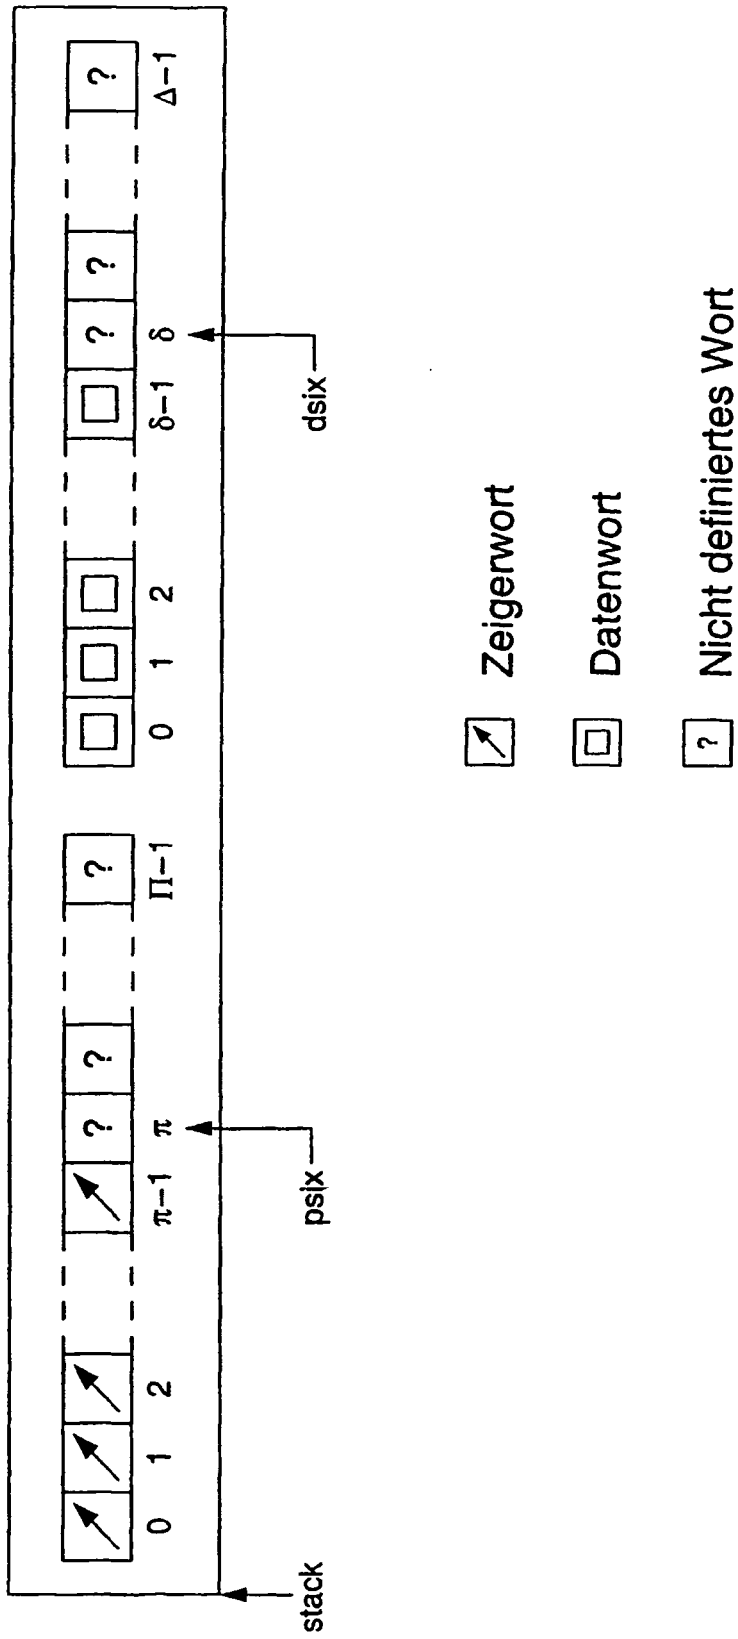 ? ? ? ? ? ?
0 1 2 π−1 π Π−1 0 1 2 δ−1 δ Δ−1
stack psix dsix
Zeigerwort
Datenwort
? Nicht definiertes Wort